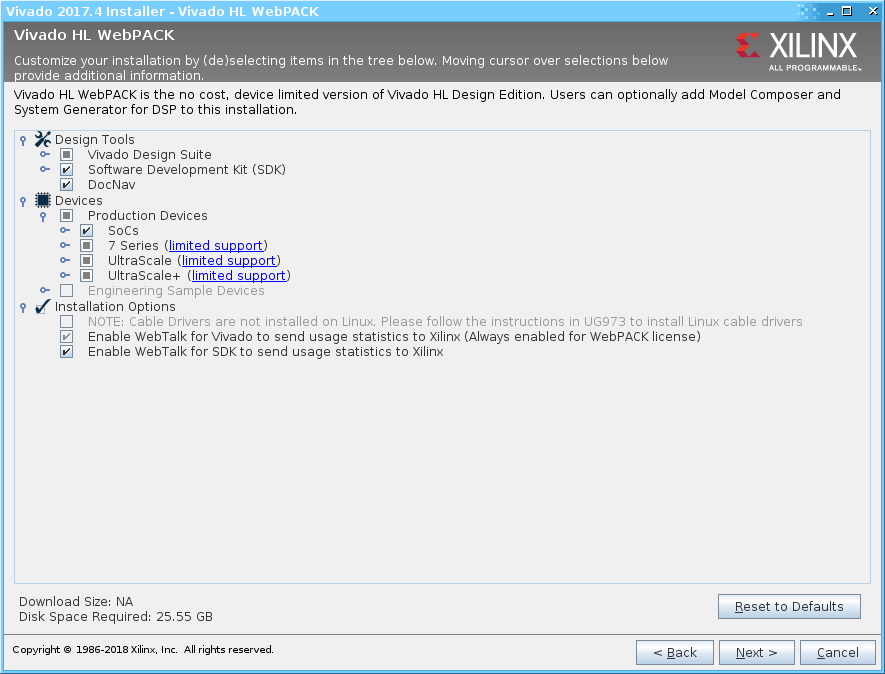 Vivado 2017.4 Installer - Vivado HL WebPACK
Vivado HL WebPACK
Customize your installation by (de)selecting items in the tree below. Moving cursor over selections below
provide additional information.
XILINX
ALL PROGRAMMABLE™
Vivado HL WebPACK is the no cost, device limited version of Vivado HL Design Edition. Users can optionally add Model Composer and
System Generator for DSP to this installation.
Design Tools
Vivado Design Suite
Software Development Kit (SDK)
DocNav
Devices
Production Devices
SoCs
7 Series (limited support)
UltraScale (limited support)
UltraScale+ (limited support)
Engineering Sample Devices
Installation Options
NOTE: Cable Drivers are not installed on Linux. Please follow the instructions in UG973 to install Linux cable drivers
Enable WebTalk for Vivado to send usage statistics to Xilinx (Always enabled for WebPACK license)
Enable WebTalk for SDK to send usage statistics to Xilinx
Download Size: NA
Disk Space Required: 25.55 GB
Reset to Defaults
Copyright © 1986-2018 Xilinx, Inc. All rights reserved.
< Back
Next >
Cancel